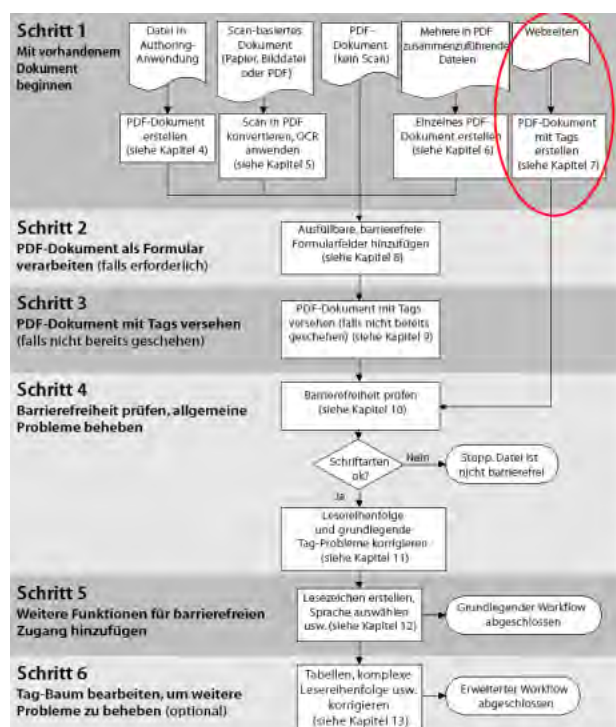 Schritt 1
Mit vorhandenem
Dokument
beginnen
Datei in
Authoring-
Anwendung
Scan-basiertes
Dokument
(Papier, Bilddatei
oder PDF)
PDF-
Dokument
(kein Scan)
Mehrere in PDF
zusammenzuführende
Dateien
Webseiten
PDF-Dokument
erstellen
(siehe Kapitel 4)
Scan in PDF
konvertieren, OCR
anwenden
(siehe Kapitel 5)
Einzelnes PDF-
Dokument erstellen
(siehe Kapitel 6)
PDF-Dokument
mit Tags
erstellen
(siehe Kapitel 7)
Schritt 2
PDF-Dokument als Formular
verarbeiten (falls erforderlich)
Ausfüllbare, barrierefreie
Formularfelder hinzufügen
(siehe Kapitel 8)
Schritt 3
PDF-Dokument mit Tags versehen
(falls nicht bereits geschehen)
PDF-Dokument mit Tags
versehen (falls nicht bereits
geschehen) (siehe Kapitel 9)
Schritt 4
Barrierefreiheit prüfen, allgemeine
Probleme beheben
Barrierefreiheit prüfen
(siehe Kapitel 10)
Schriftarten
ok?
Nein
Stopp. Datei ist
nicht barrierefrei
Ja
Lesereihenfolge
und grundlegende
Tag-Probleme korrigieren
(siehe Kapitel 11)
Schritt 5
Weitere Funktionen für barrierefreien
Zugang hinzufügen
Lesezeichen erstellen,
Sprache auswählen
usw. (siehe Kapitel 12)
Grundlegender Workflow
abgeschlossen
Schritt 6
Tag-Baum bearbeiten, um weitere
Probleme zu beheben (optional)
Tabellen, komplexe
Lesereihenfolge usw.
korrigieren
(siehe Kapitel 13)
Erweiterter Workflow
abgeschlossen